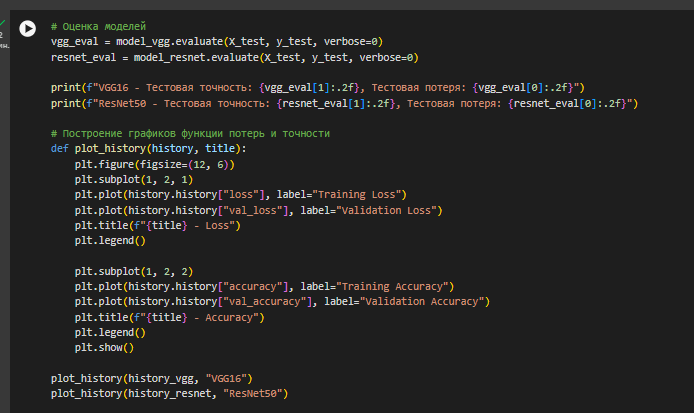 # Оценка моделей
vgg_eval = model_vgg.evaluate(X_test, y_test, verbose=0)
resnet_eval = model_resnet.evaluate(X_test, y_test, verbose=0)

print(f"VGG16 - Тестовая точность: {vgg_eval[1]:.2f}, Тестовая потеря: {vgg_eval[0]:.2f}")
print(f"ResNet50 - Тестовая точность: {resnet_eval[1]:.2f}, Тестовая потеря: {resnet_eval[0]:.2f}")

# Построение графиков функции потерь и точности
def plot_history(history, title):
    plt.figure(figsize=(12, 6))
    plt.subplot(1, 2, 1)
    plt.plot(history.history["loss"], label="Training Loss")
    plt.plot(history.history["val_loss"], label="Validation Loss")
    plt.title(f"{title} - Loss")
    plt.legend()

    plt.subplot(1, 2, 2)
    plt.plot(history.history["accuracy"], label="Training Accuracy")
    plt.plot(history.history["val_accuracy"], label="Validation Accuracy")
    plt.title(f"{title} - Accuracy")
    plt.legend()
    plt.show()

plot_history(history_vgg, "VGG16")
plot_history(history_resnet, "ResNet50")